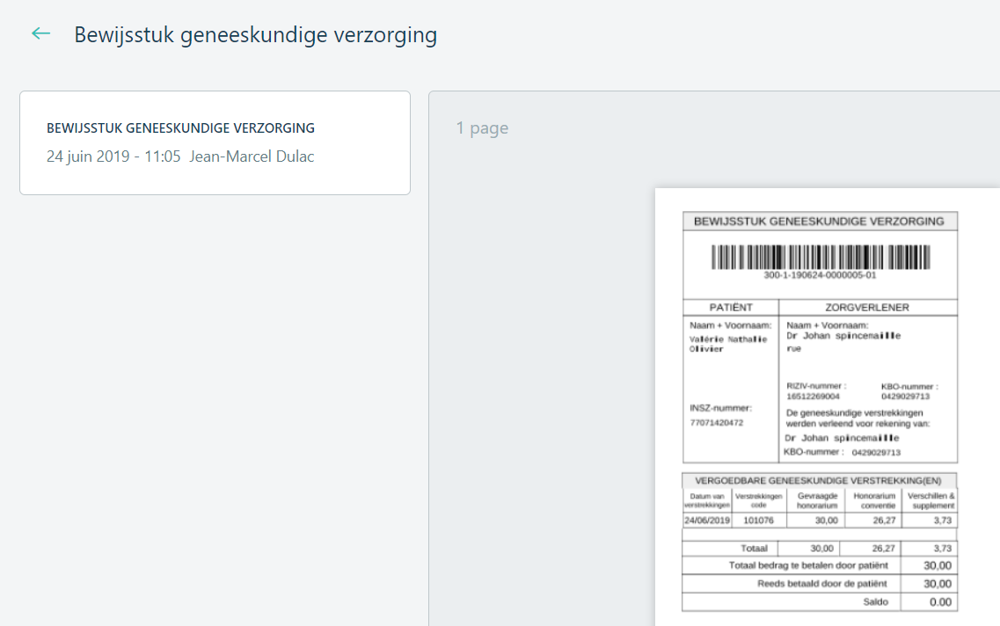 Bewijsstuk geneeskundige verzorging
BEWIJSSTUK GENEESKUNDIGE VERZORGING
24 juin 2019 - 11:05 Jean-Marcel Dulac
1 page
BEWIJSSTUK GENEESKUNDIGE VERZORGING
300-1-190624-0000005-01
PATIËNT ZORGVERLENER
Naam + Voornaam:
Valérie Nathalie
Olivier
INSZ-nummer:
77071420472
Naam + Voornaam:
Dr Johan spincemaille
rue
RIZIV-nummer : KBO-nummer :
16512269004 0429029713
De geneeskundige verstrekkingen
werden verleend voor rekening van:
Dr Johan spincemaille
KBO-nummer : 0429029713
VERGOEDBARE GENEESKUNDIGE VERSTREKKING(EN)
Datum van Verstrekkingen Gevraagde Honorarium Verschillen &
verstrekkingen code honorarium conventie supplement
24/06/2019 101076 30,00 26,27 3,73
Totaal 30,00 26,27 3,73
Totaal bedrag te betalen door patiënt 30,00
Reeds betaald door de patiënt 30,00
Saldo 0.00